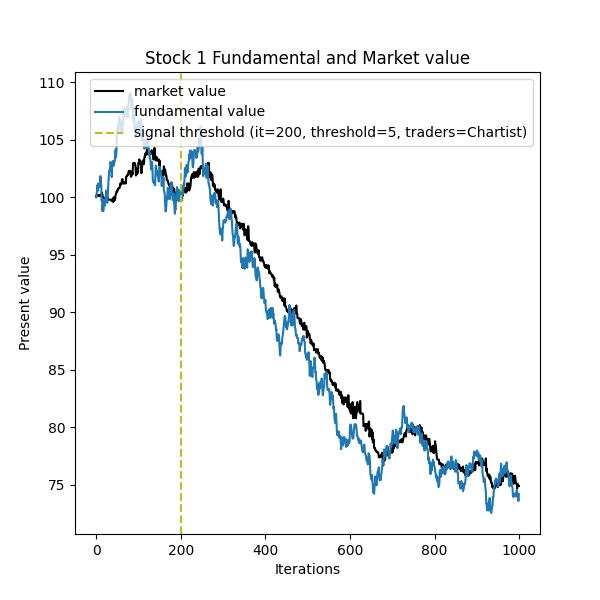 Stock 1 Fundamental and Market value
market value
fundamental value
signal threshold (it=200, threshold=5, traders=Chartist)
110
105
100
95
90
85
80
75
Present value
0 200 400 600 800 1000
Iterations